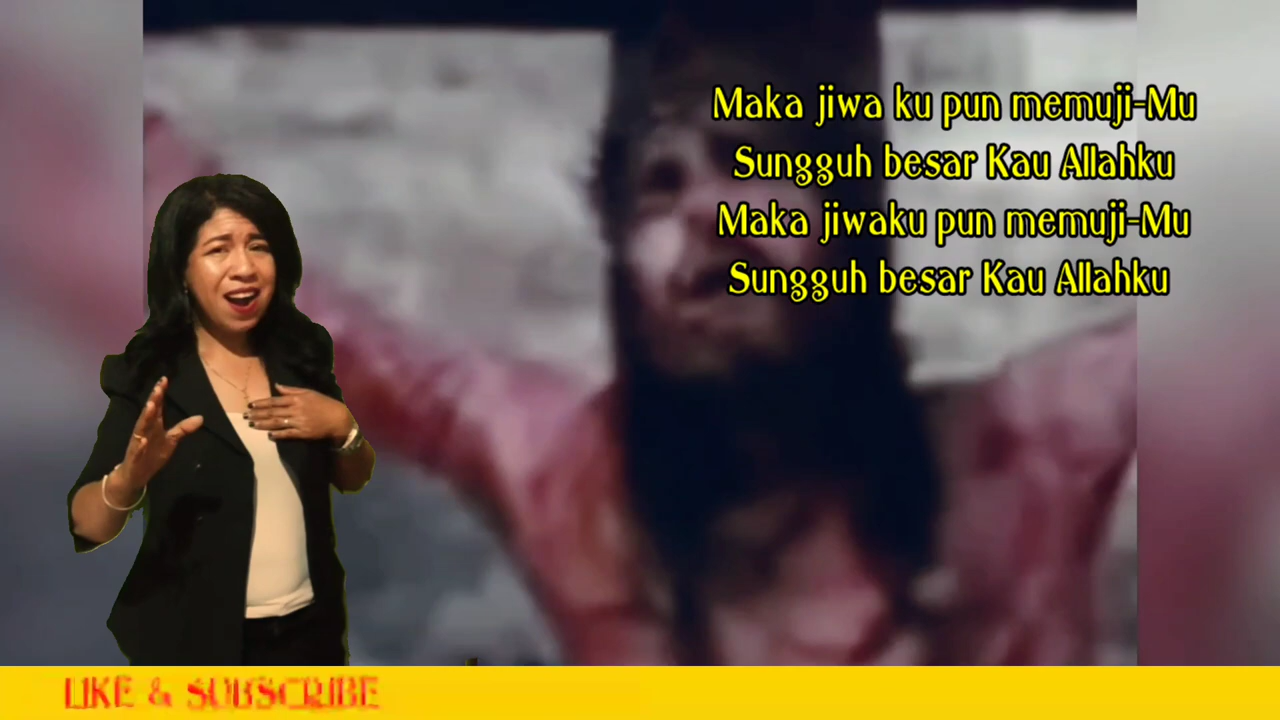 Maka jiwa ku pun memuji-Mu
Sungguh besar Kau Allahku
Maka jiwaku pun memuji-Mu
Sungguh besar Kau Allahku
LIKE & SUBSCRIBE